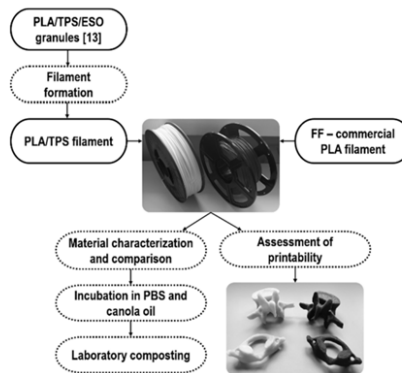 PLA/TPS/ESO
granules [13]
Filament
formation
PLA/TPS filament
FF – commercial
PLA filament
Material characterization
and comparison
Assessment of
printability
Incubation in PBS and
canola oil
Laboratory composting